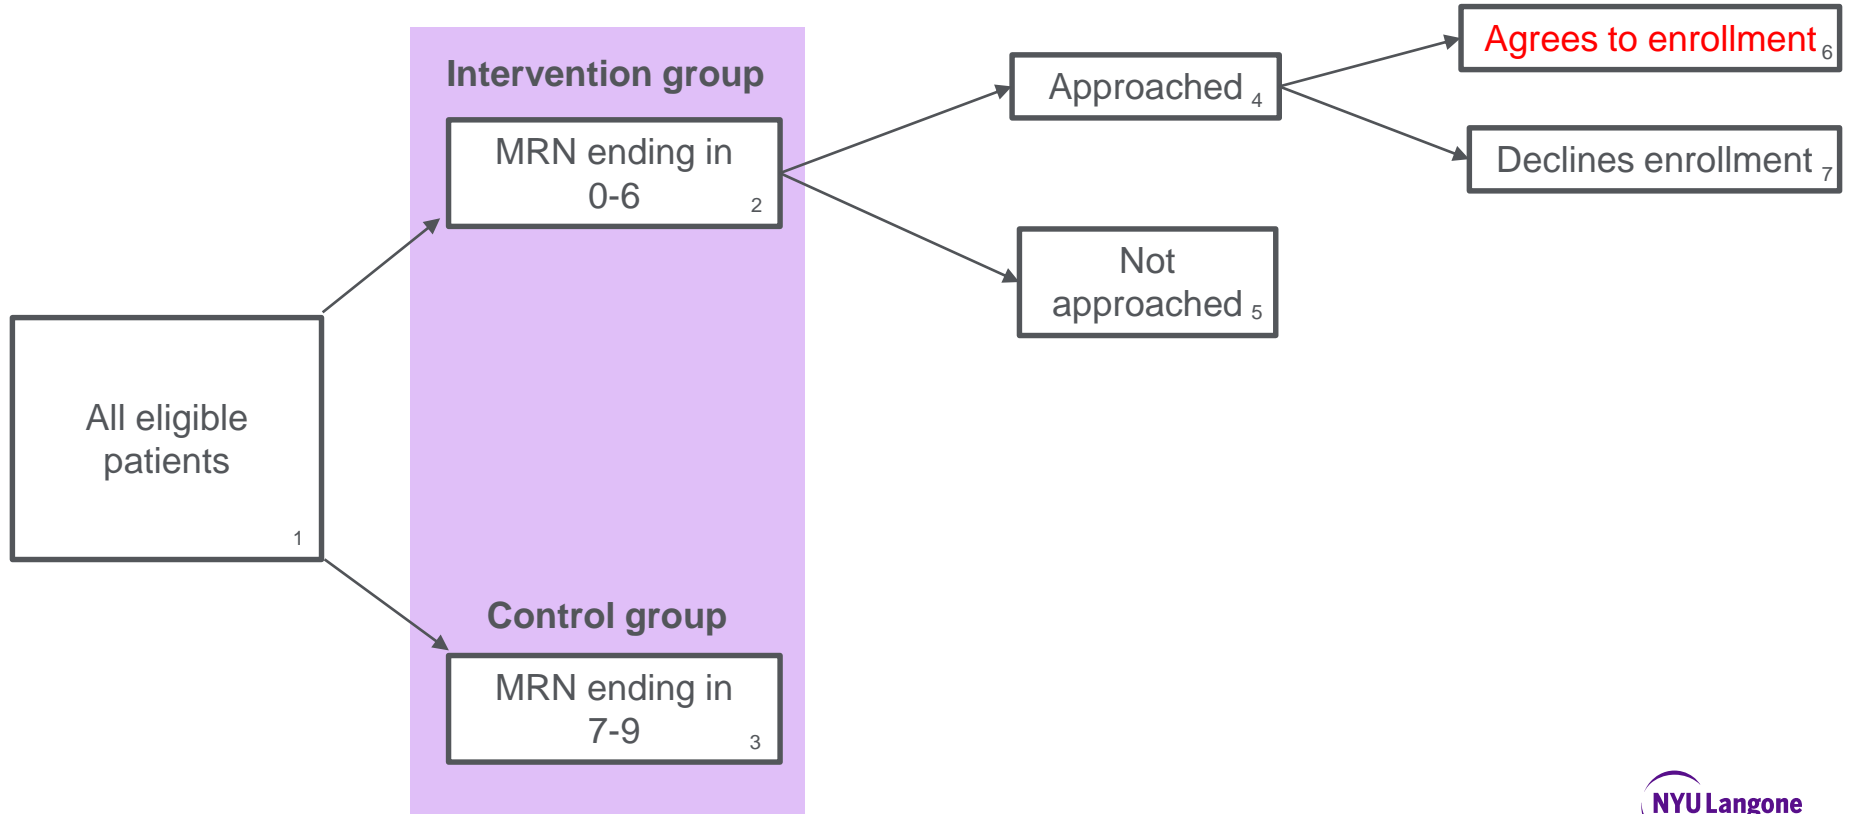 Intervention group
MRN ending in
0-6
2
Approached 4
Agrees to enrollment 6
Declines enrollment 7
Not
approached 5
All eligible
patients
1
Control group
MRN ending in
7-9
3
NYU Langone